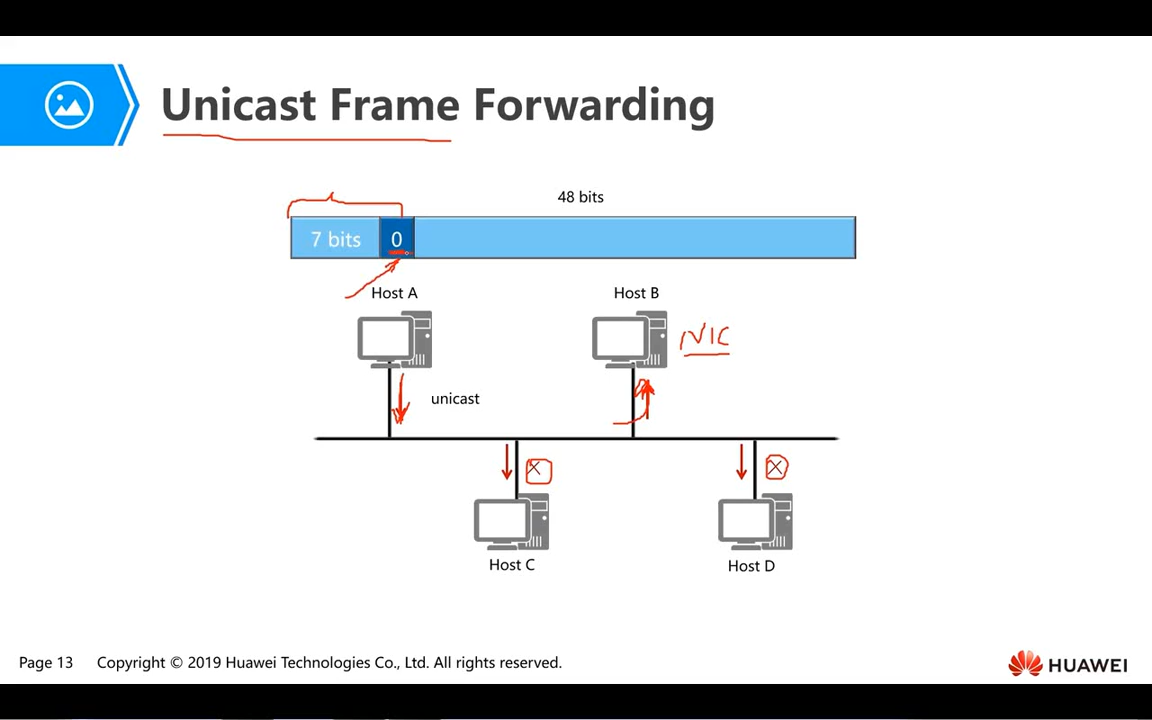 Unicast Frame Forwarding
48 bits
7 bits 0
Host A Host B
NIC
unicast
Host C Host D
Page 13 Copyright © 2019 Huawei Technologies Co., Ltd. All rights reserved.
HUAWEI